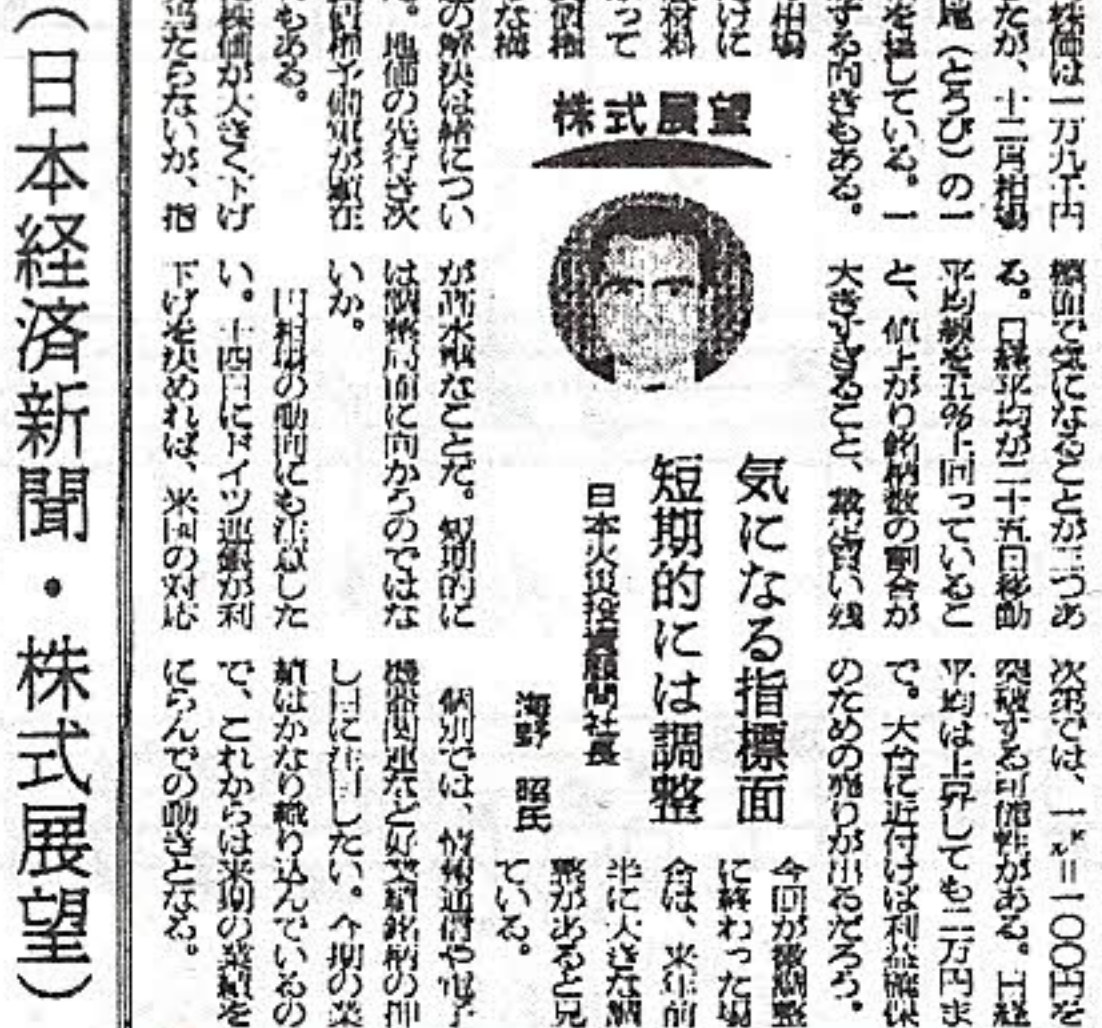 株式展望
気になる指標面
短期的には調整
日本火災投資顧問社長
海野 昭氏
株価は一万九千円
たが、十二月相場
尾(とうび)の一
している。一
する向きもある。
相場
けに
材料
って
債権
な構
の解決は緒につい
。地価の先行き次
債権予備軍が顕在
もある。
株価が大きく下げ
当たらないが、指
標面で気になることが三つあ
る。日経平均が二十五日移動
平均線を五%上回っているこ
と、値上がり銘柄数の割合が
大きすぎること、裁定買い残
が高水準なことだ。短期的に
は調整局面に向かうのではな
いか。
円相場の動向にも注意した
い。十四日にドイツ連銀が利
下げを決めれば、米国の対応
次第では、一㌦=一〇〇円を
突破する可能性がある。日経
平均は上昇しても二万円ま
で。大台に近付けば利益確保
のための売りが出るだろう。
今回が微調整
に終わった場
合は、来年前
半に大きな調
整があると見
ている。
個別では、情報通信や電子
機器関連など好業績銘柄の押
し目に注目したい。今期の業
績はかなり織り込んでいるの
で、これからは来期の業績を
にらんでの動きとなる。
(日本経済新聞・株式展望)